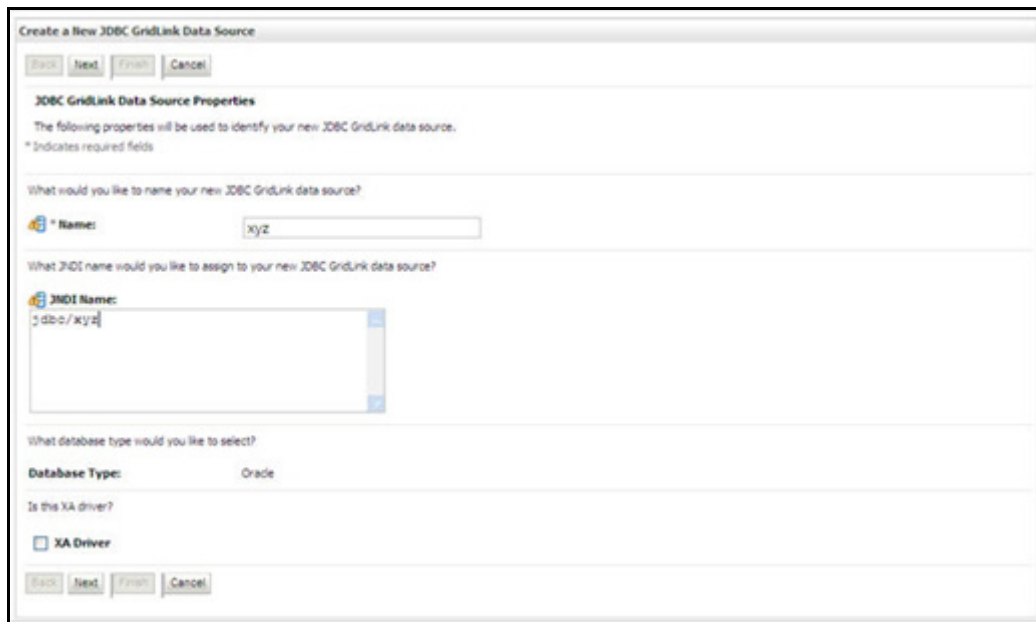 Create a New JDBC GridLink Data Source
Back Next Finish Cancel
JDBC GridLink Data Source Properties
The following properties will be used to identify your new JDBC GridLink data source.
* Indicates required fields
What would you like to name your new JDBC GridLink data source?
* Name: xyz
What JNDI name would you like to assign to your new JDBC GridLink data source?
JNDI Name:
jdbc/xyz
What database type would you like to select?
Database Type: Oracle
Is this XA driver?
XA Driver
Back Next Finish Cancel